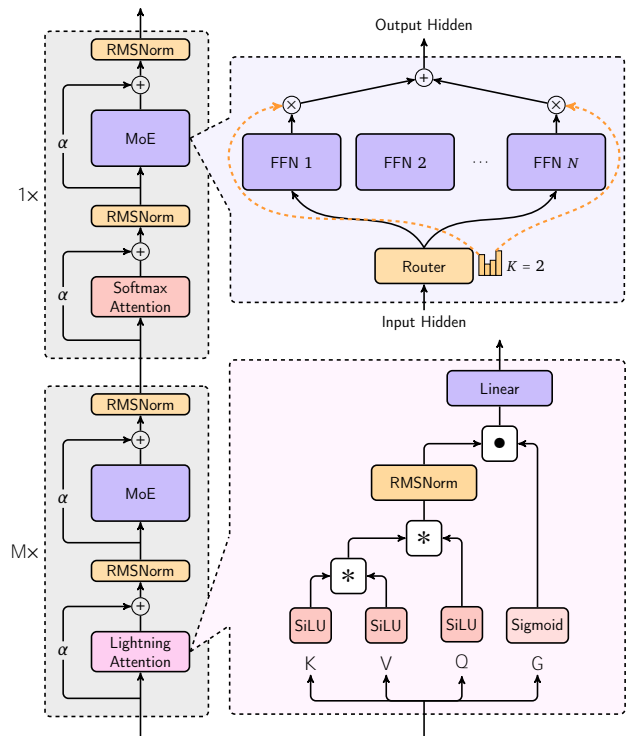 RMSNorm
MoE
α
1×
RMSNorm
Softmax
Attention
α
Output Hidden
FFN 1
FFN 2
...
FFN N
Router
K = 2
Input Hidden
RMSNorm
MoE
α
M×
RMSNorm
Lightning
Attention
α
Linear
RMSNorm
SiLU
SiLU
SiLU
Sigmoid
K
V
Q
G